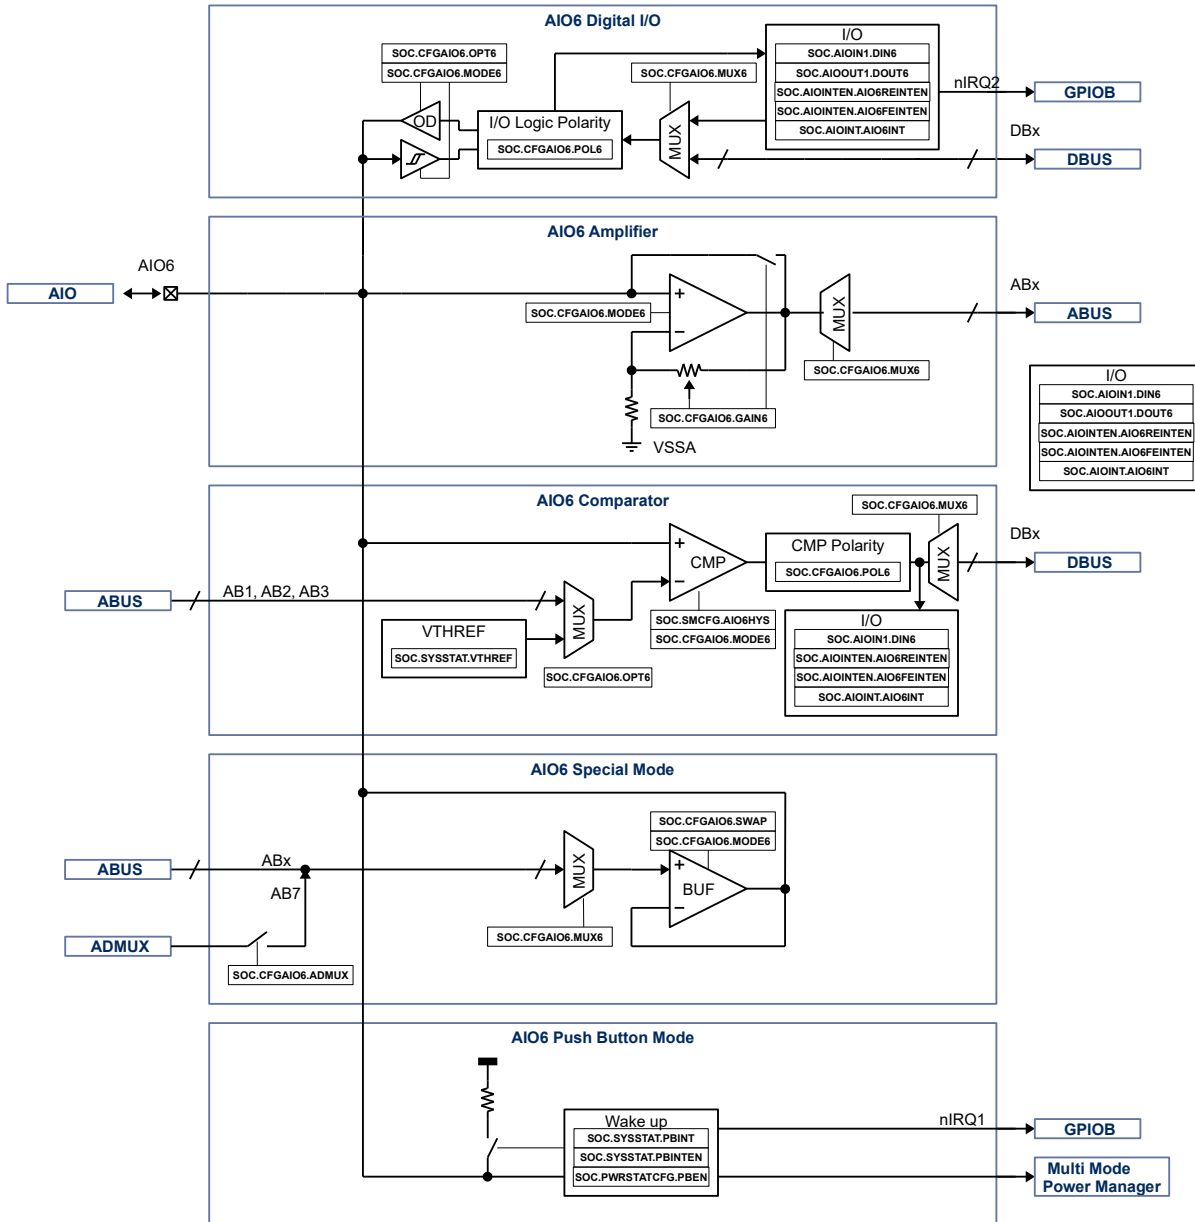 AIO6 Digital I/O
SOC.CFGAIO6.OPT6
SOC.CFGAIO6.MODE6
SOC.CFGAIO6.MUX6
I/O
SOC.AIOIN1.DIN6
SOC.AIOOUT1.DOUT6
SOC.AIOINTEN.AIO6REINTEN
SOC.AIOINTEN.AIO6FEINTEN
SOC.AIOINT.AIO6INT
nIRQ2
GPIOB
OD
I/O Logic Polarity
SOC.CFGAIO6.POL6
MUX
DBx
DBUS
AIO6 Amplifier
AIO6
AIO
SOC.CFGAIO6.MODE6
+
−
MUX
ABx
ABUS
SOC.CFGAIO6.MUX6
SOC.CFGAIO6.GAIN6
VSSA
I/O
SOC.AIOIN1.DIN6
SOC.AIOOUT1.DOUT6
SOC.AIOINTEN.AIO6REINTEN
SOC.AIOINTEN.AIO6FEINTEN
SOC.AIOINT.AIO6INT
AIO6 Comparator
SOC.CFGAIO6.MUX6
+
−
CMP
CMP Polarity
SOC.CFGAIO6.POL6
MUX
DBx
DBUS
ABUS
AB1, AB2, AB3
MUX
VTHREF
SOC.SYSSTAT.VTHREF
SOC.CFGAIO6.OPT6
SOC.SMCFG.AIO6HYS
SOC.CFGAIO6.MODE6
I/O
SOC.AIOIN1.DIN6
SOC.AIOINTEN.AIO6REINTEN
SOC.AIOINTEN.AIO6FEINTEN
SOC.AIOINT.AIO6INT
AIO6 Special Mode
SOC.CFGAIO6.SWAP
SOC.CFGAIO6.MODE6
ABUS
ABx
AB7
MUX
+
−
BUF
SOC.CFGAIO6.MUX6
ADMUX
SOC.CFGAIO6.ADMUX
AIO6 Push Button Mode
Wake up
SOC.SYSSTAT.PBINT
SOC.SYSSTAT.PBINTEN
SOC.PWRSTATCFG.PBEN
nIRQ1
GPIOB
Multi Mode
Power Manager